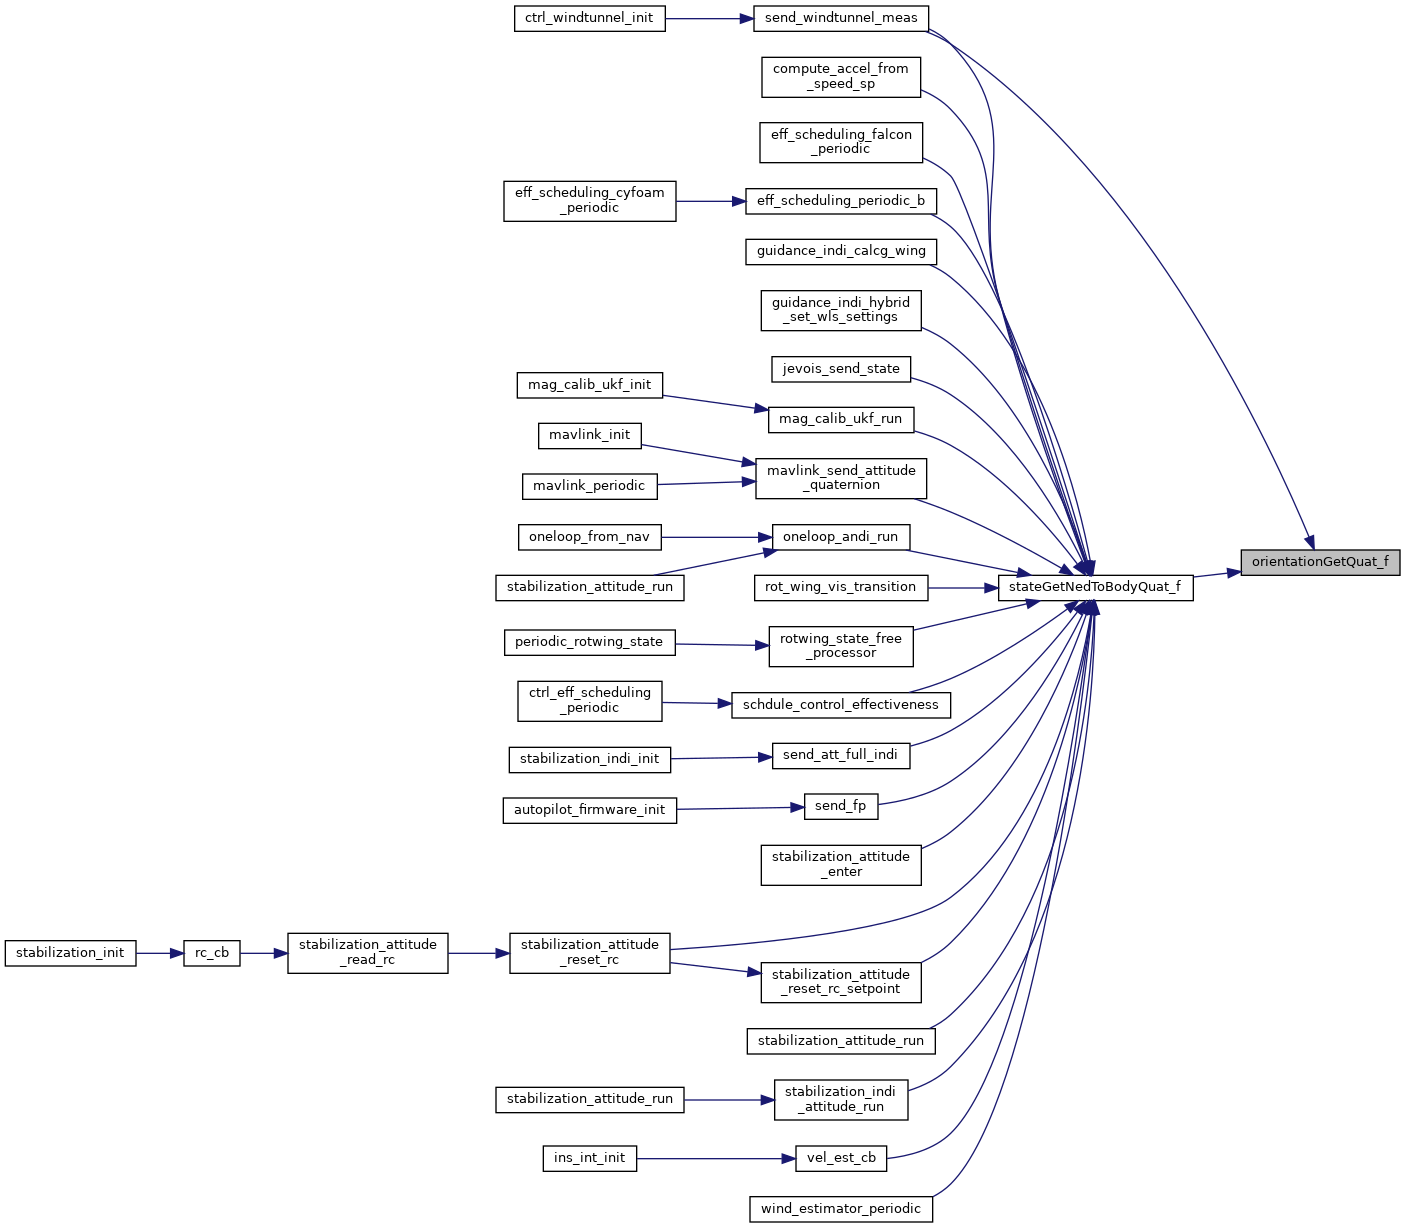 ctrl_windtunnel_init
send_windtunnel_meas
compute_accel_from
_speed_sp
eff_scheduling_falcon
_periodic
eff_scheduling_cyfoam
_periodic
eff_scheduling_periodic_b
guidance_indi_calcg_wing
guidance_indi_hybrid
_set_wls_settings
jevois_send_state
mag_calib_ukf_init
mag_calib_ukf_run
mavlink_init
mavlink_send_attitude
_quaternion
mavlink_periodic
oneloop_from_nav
oneloop_andi_run
orientationGetQuat_f
stabilization_attitude_run
rot_wing_vis_transition
stateGetNedToBodyQuat_f
periodic_rotwing_state
rotwing_state_free
_processor
ctrl_eff_scheduling
_periodic
schdule_control_effectiveness
stabilization_indi_init
send_att_full_indi
autopilot_firmware_init
send_fp
stabilization_attitude
_enter
stabilization_init
rc_cb
stabilization_attitude
_read_rc
stabilization_attitude
_reset_rc
stabilization_attitude
_reset_rc_setpoint
stabilization_attitude_run
stabilization_attitude_run
stabilization_indi
_attitude_run
ins_int_init
vel_est_cb
wind_estimator_periodic